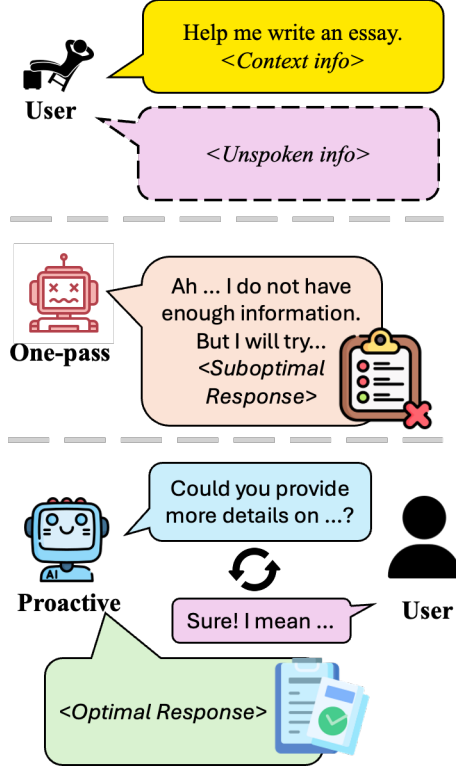 Help me write an essay.
<Context info>
User
<Unspoken info>
Ah ... I do not have
enough information.
But I will try...
<Suboptimal
Response>
One-pass
Could you provide
more details on ...?
AI
Proactive
Sure! I mean ...
User
<Optimal Response>